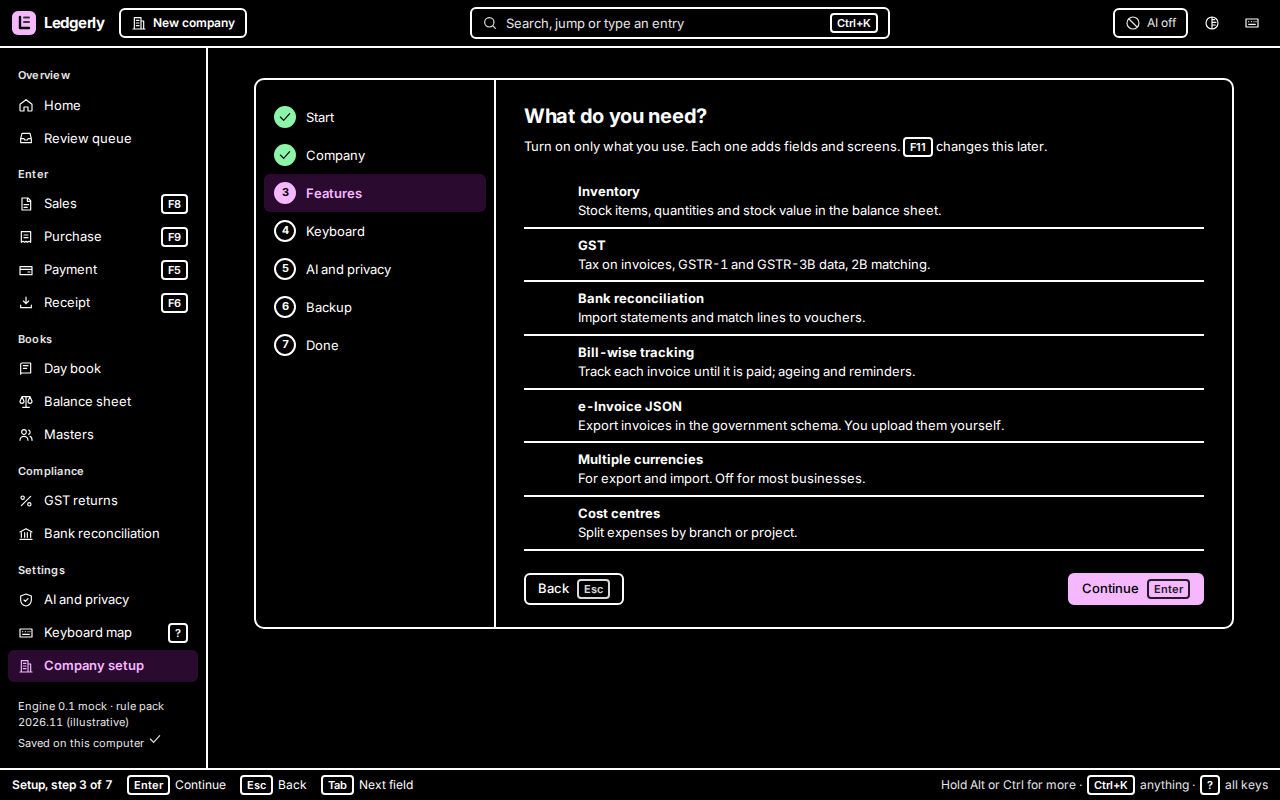 Ledgerly
New company
Search, jump or type an entry
Ctrl+K
AI off
Overview
Home
Review queue
Enter
Sales F8
Purchase F9
Payment F5
Receipt F6
Books
Day book
Balance sheet
Masters
Compliance
GST returns
Bank reconciliation
Settings
AI and privacy
Keyboard map ?
Company setup
Engine 0.1 mock · rule pack
2026.11 (illustrative)
Saved on this computer
Start
Company
3 Features
4 Keyboard
5 AI and privacy
6 Backup
7 Done
What do you need?
Turn on only what you use. Each one adds fields and screens. F11 changes this later.
Inventory
Stock items, quantities and stock value in the balance sheet.
GST
Tax on invoices, GSTR-1 and GSTR-3B data, 2B matching.
Bank reconciliation
Import statements and match lines to vouchers.
Bill-wise tracking
Track each invoice until it is paid; ageing and reminders.
e-Invoice JSON
Export invoices in the government schema. You upload them yourself.
Multiple currencies
For export and import. Off for most businesses.
Cost centres
Split expenses by branch or project.
Back Esc
Continue Enter
Setup, step 3 of 7 Enter Continue Esc Back Tab Next field
Hold Alt or Ctrl for more · Ctrl+K anything · ? all keys